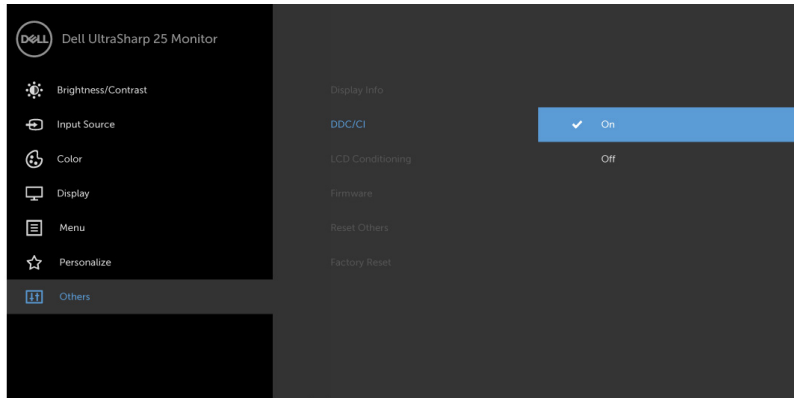 DELL Dell UltraSharp 25 Monitor
Brightness/Contrast
Display Info
Input Source
DDC/CI
On
Color
LCD Conditioning
Off
Display
Firmware
Menu
Reset Others
Personalize
Factory Reset
Others